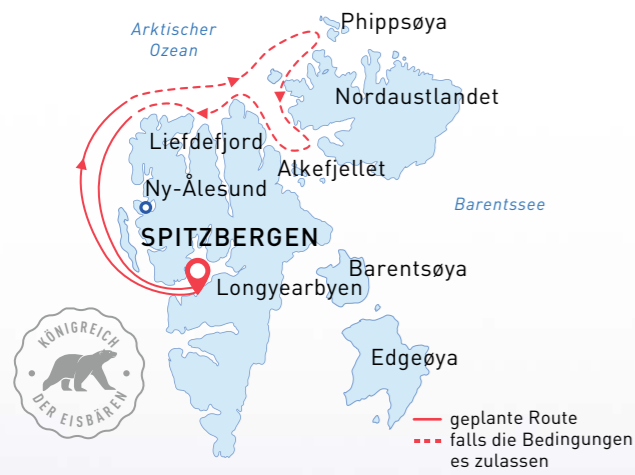 Phippsøya
Arktischer
Ozean
Nordaustlandet
Liefdefjord
Alkefjellet
Ny-Ålesund
Barentssee
SPITZBERGEN
Barentsøya
Longyearbyen
KÖNIGREICH
DER EISBÄREN
Edgeøya
geplante Route
falls die Bedingungen
es zulassen